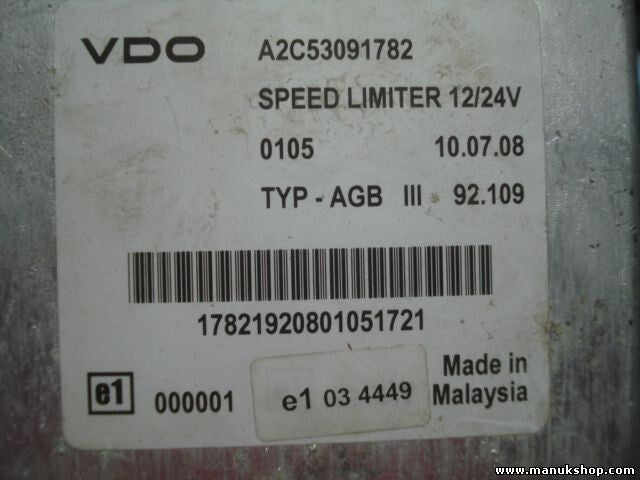 VDO A2C53091782
SPEED LIMITER 12/24V
0105 10.07.08
TYP - AGB III 92.109
17821920801051721
e1 000001 e1 03 4449 Made in
Malaysia
www.manukshop.com